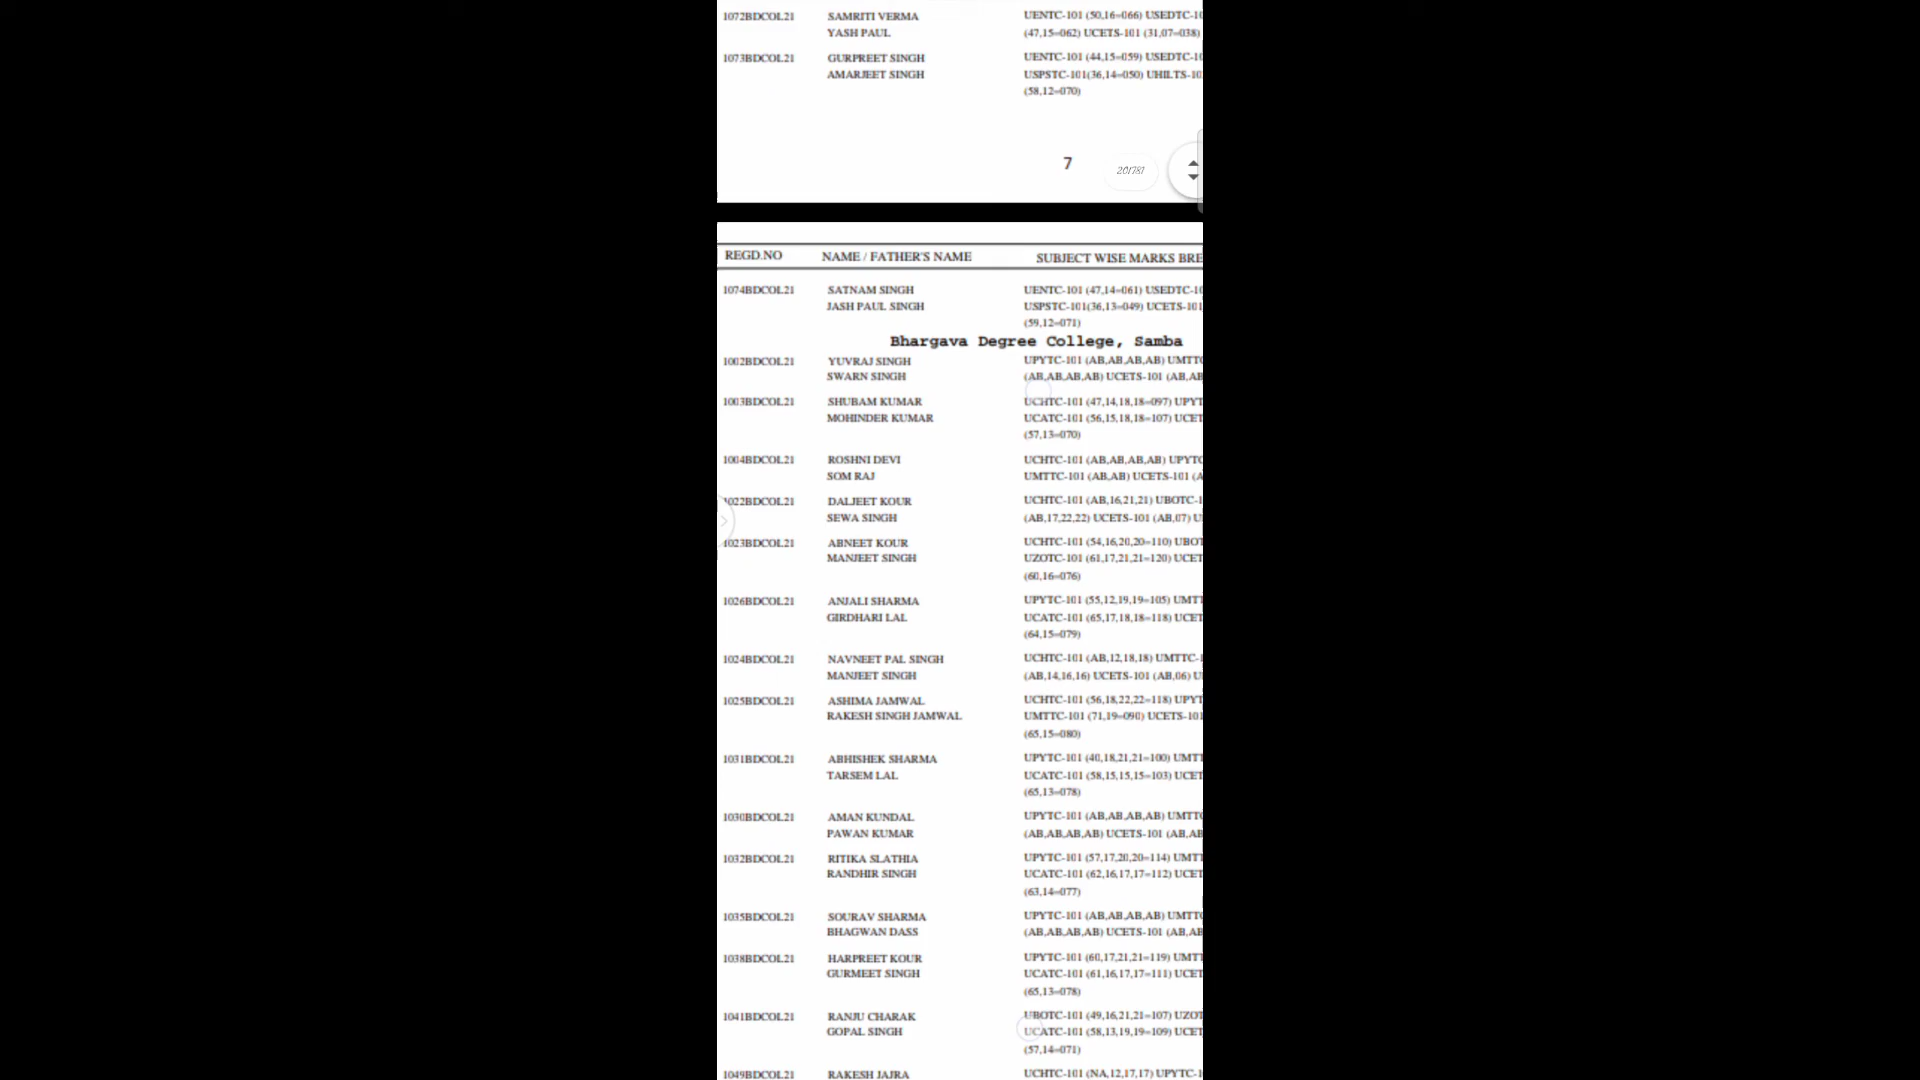 1072BDCOL21 SAMRITI VERMA UENTC-101 (50,16=066) USEDTC-10
YASH PAUL (47,15=062) UCETS-101 (31,07=038)
1073BDCOL21 GURPREET SINGH UENTC-101 (44,15=059) USEDTC-10
AMARJEET SINGH USPSTC-101(36,14=050) UHILTS-10
(58,12=070)
7 20/781
REGD.NO NAME / FATHER'S NAME SUBJECT WISE MARKS BRE
1074BDCOL21 SATNAM SINGH UENTC-101 (47,14=061) USEDTC-10
JASH PAUL SINGH USPSTC-101(36,13=049) UCETS-101
(59,12=071)
Bhargava Degree College, Samba
1002BDCOL21 YUVRAJ SINGH UPYTC-101 (AB,AB,AB,AB) UMTTC
SWARN SINGH (AB,AB,AB,AB) UCETS-101 (AB,AB
1003BDCOL21 SHUBAM KUMAR UCHTC-101 (47,14,18,18=097) UPYT
MOHINDER KUMAR UCATC-101 (56,15,18,18=107) UCET
(57,13=070)
1004BDCOL21 ROSHNI DEVI UCHTC-101 (AB,AB,AB,AB) UPYTC
SOM RAJ UMTTC-101 (AB,AB) UCETS-101 (A
1022BDCOL21 DALJEET KOUR UCHTC-101 (AB,16,21,21) UBOTC-1
SEWA SINGH (AB,17,22,22) UCETS-101 (AB,07) U
1023BDCOL21 ABNEET KOUR UCHTC-101 (54,16,20,20=110) UBOT
MANJEET SINGH UZOTC-101 (61,17,21,21=120) UCET
(60,16=076)
1026BDCOL21 ANJALI SHARMA UPYTC-101 (55,12,19,19=105) UMTT
GIRDHARI LAL UCATC-101 (65,17,18,18=118) UCET
(64,15=079)
1024BDCOL21 NAVNEET PAL SINGH UCHTC-101 (AB,12,18,18) UMTTC-1
MANJEET SINGH (AB,14,16,16) UCETS-101 (AB,06) U
1025BDCOL21 ASHIMA JAMWAL UCHTC-101 (56,18,22,22=118) UPYT
RAKESH SINGH JAMWAL UMTTC-101 (71,19=090) UCETS-101
(65,15=080)
1031BDCOL21 ABHISHEK SHARMA UPYTC-101 (40,18,21,21=100) UMTT
TARSEM LAL UCATC-101 (58,15,15,15=103) UCET
(65,13=078)
1030BDCOL21 AMAN KUNDAL UPYTC-101 (AB,AB,AB,AB) UMTTC
PAWAN KUMAR (AB,AB,AB,AB) UCETS-101 (AB,AB
1032BDCOL21 RITIKA SLATHIA UPYTC-101 (57,17,20,20=114) UMTT
RANDHIR SINGH UCATC-101 (62,16,17,17=112) UCET
(63,14=077)
1035BDCOL21 SOURAV SHARMA UPYTC-101 (AB,AB,AB,AB) UMTTC
BHAGWAN DASS (AB,AB,AB,AB) UCETS-101 (AB,AB
1038BDCOL21 HARPREET KOUR UPYTC-101 (60,17,21,21=119) UMTT
GURMEET SINGH UCATC-101 (61,16,17,17=111) UCET
(65,13=078)
1041BDCOL21 RANJU CHARAK UBOTC-101 (49,16,21,21=107) UZOT
GOPAL SINGH UCATC-101 (58,13,19,19=109) UCET
(57,14=071)
1049BDCOL21 RAKESH JAJRA UCHTC-101 (NA,12,17,17) UPYTC-1